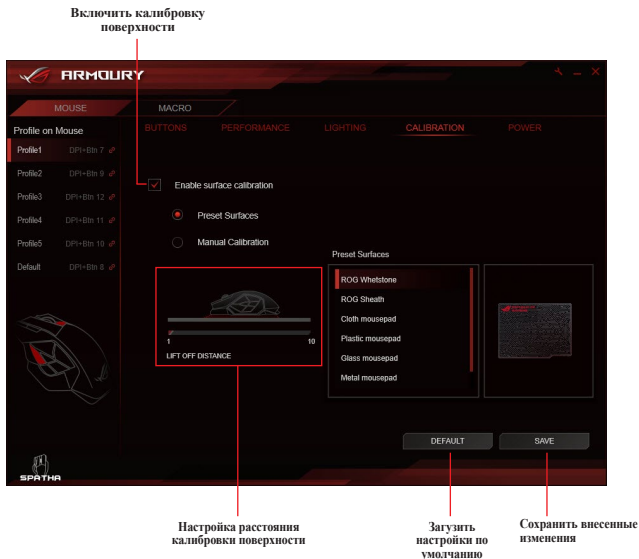 Включить калибровку
поверхности
ARMOURY
MOUSE MACRO
Profile on Mouse
BUTTONS PERFORMANCE LIGHTING CALIBRATION POWER
Profile1 DPI+Btn 7
Profile2 DPI+Btn 9
Profile3 DPI+Btn 12
Profile4 DPI+Btn 11
Profile5 DPI+Btn 10
Default DPI+Btn 8
Enable surface calibration
Preset Surfaces
Manual Calibration
1 10
LIFT OFF DISTANCE
Preset Surfaces
ROG Whetstone
ROG Sheath
Cloth mousepad
Plastic mousepad
Glass mousepad
Metal mousepad
DEFAULT SAVE
SPATHA
Настройка расстояния
калибровки поверхности
Загузить
настройки по
умолчанию
Сохранить внесенные
изменения